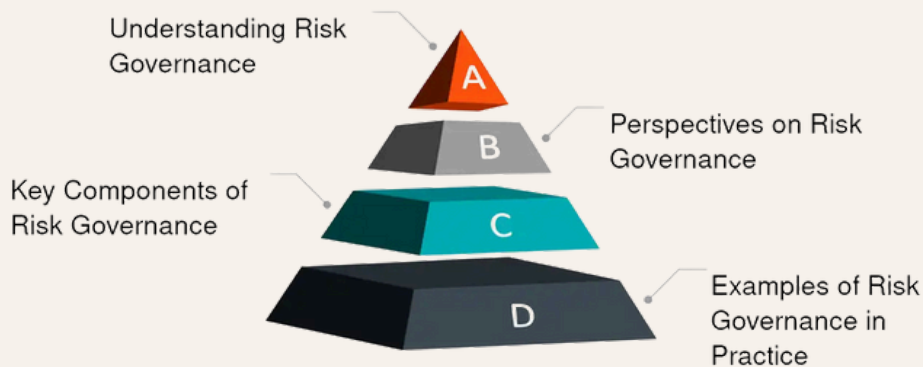 Understanding Risk
Governance
A
B
Perspectives on Risk
Governance
Key Components of
Risk Governance
C
D
Examples of Risk
Governance in
Practice